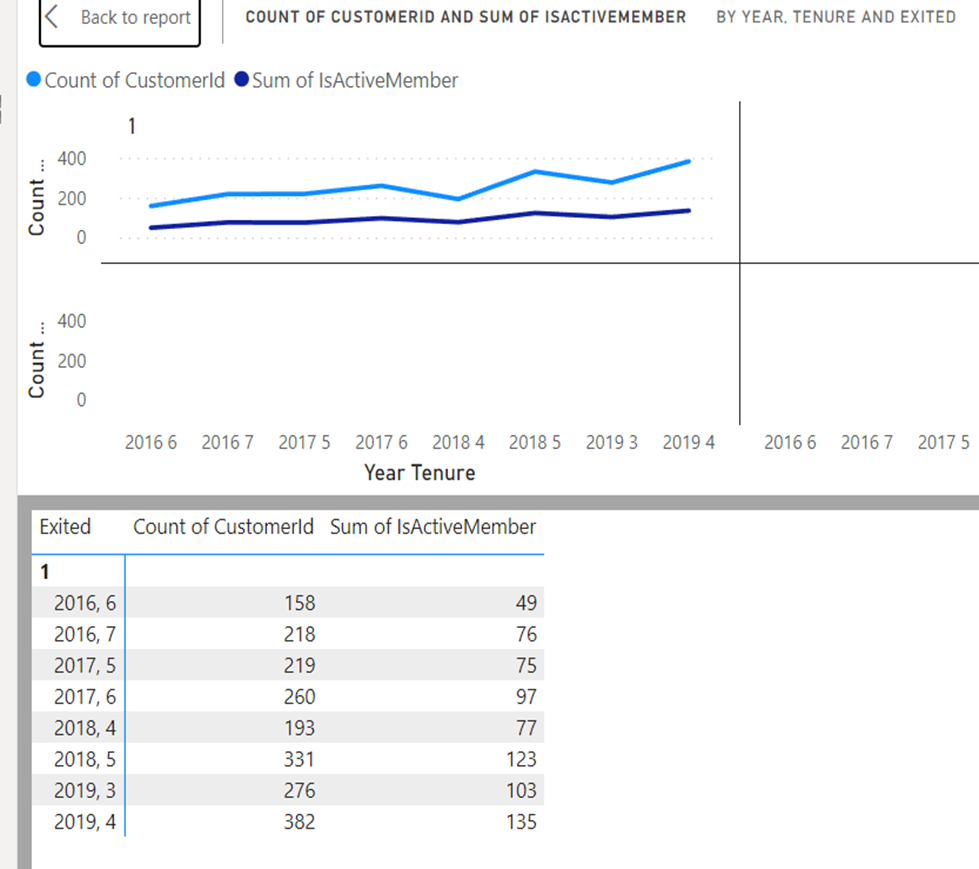 Back to report
COUNT OF CUSTOMERID AND SUM OF ISACTIVEMEMBER BY YEAR, TENURE AND EXITED
Count of CustomerId Sum of IsActiveMember
1
Count ...
400
200
0
Count ...
400
200
0
2016 6 2016 7 2017 5 2017 6 2018 4 2018 5 2019 3 2019 4 2016 6 2016 7 2017 5
Year Tenure
Exited Count of CustomerId Sum of IsActiveMember
1
2016, 6 158 49
2016, 7 218 76
2017, 5 219 75
2017, 6 260 97
2018, 4 193 77
2018, 5 331 123
2019, 3 276 103
2019, 4 382 135